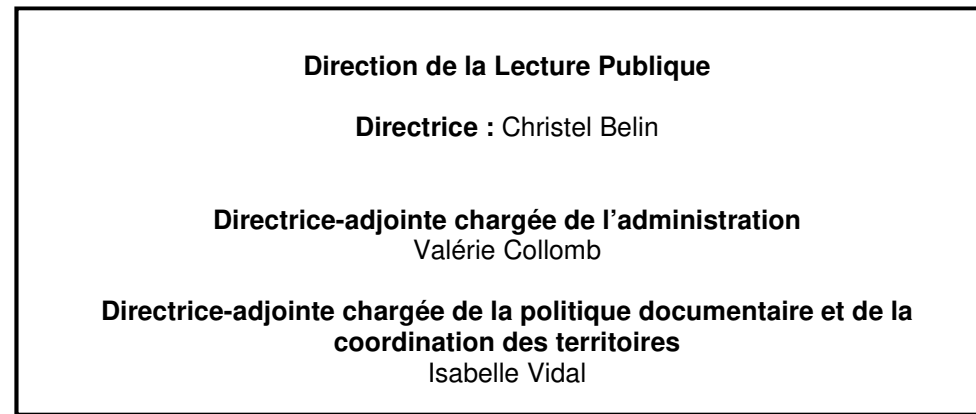 Direction de la Lecture Publique
Directrice : Christel Belin
Directrice-adjointe chargée de l’administration
Valérie Collomb
Directrice-adjointe chargée de la politique documentaire et de la
coordination des territoires
Isabelle Vidal